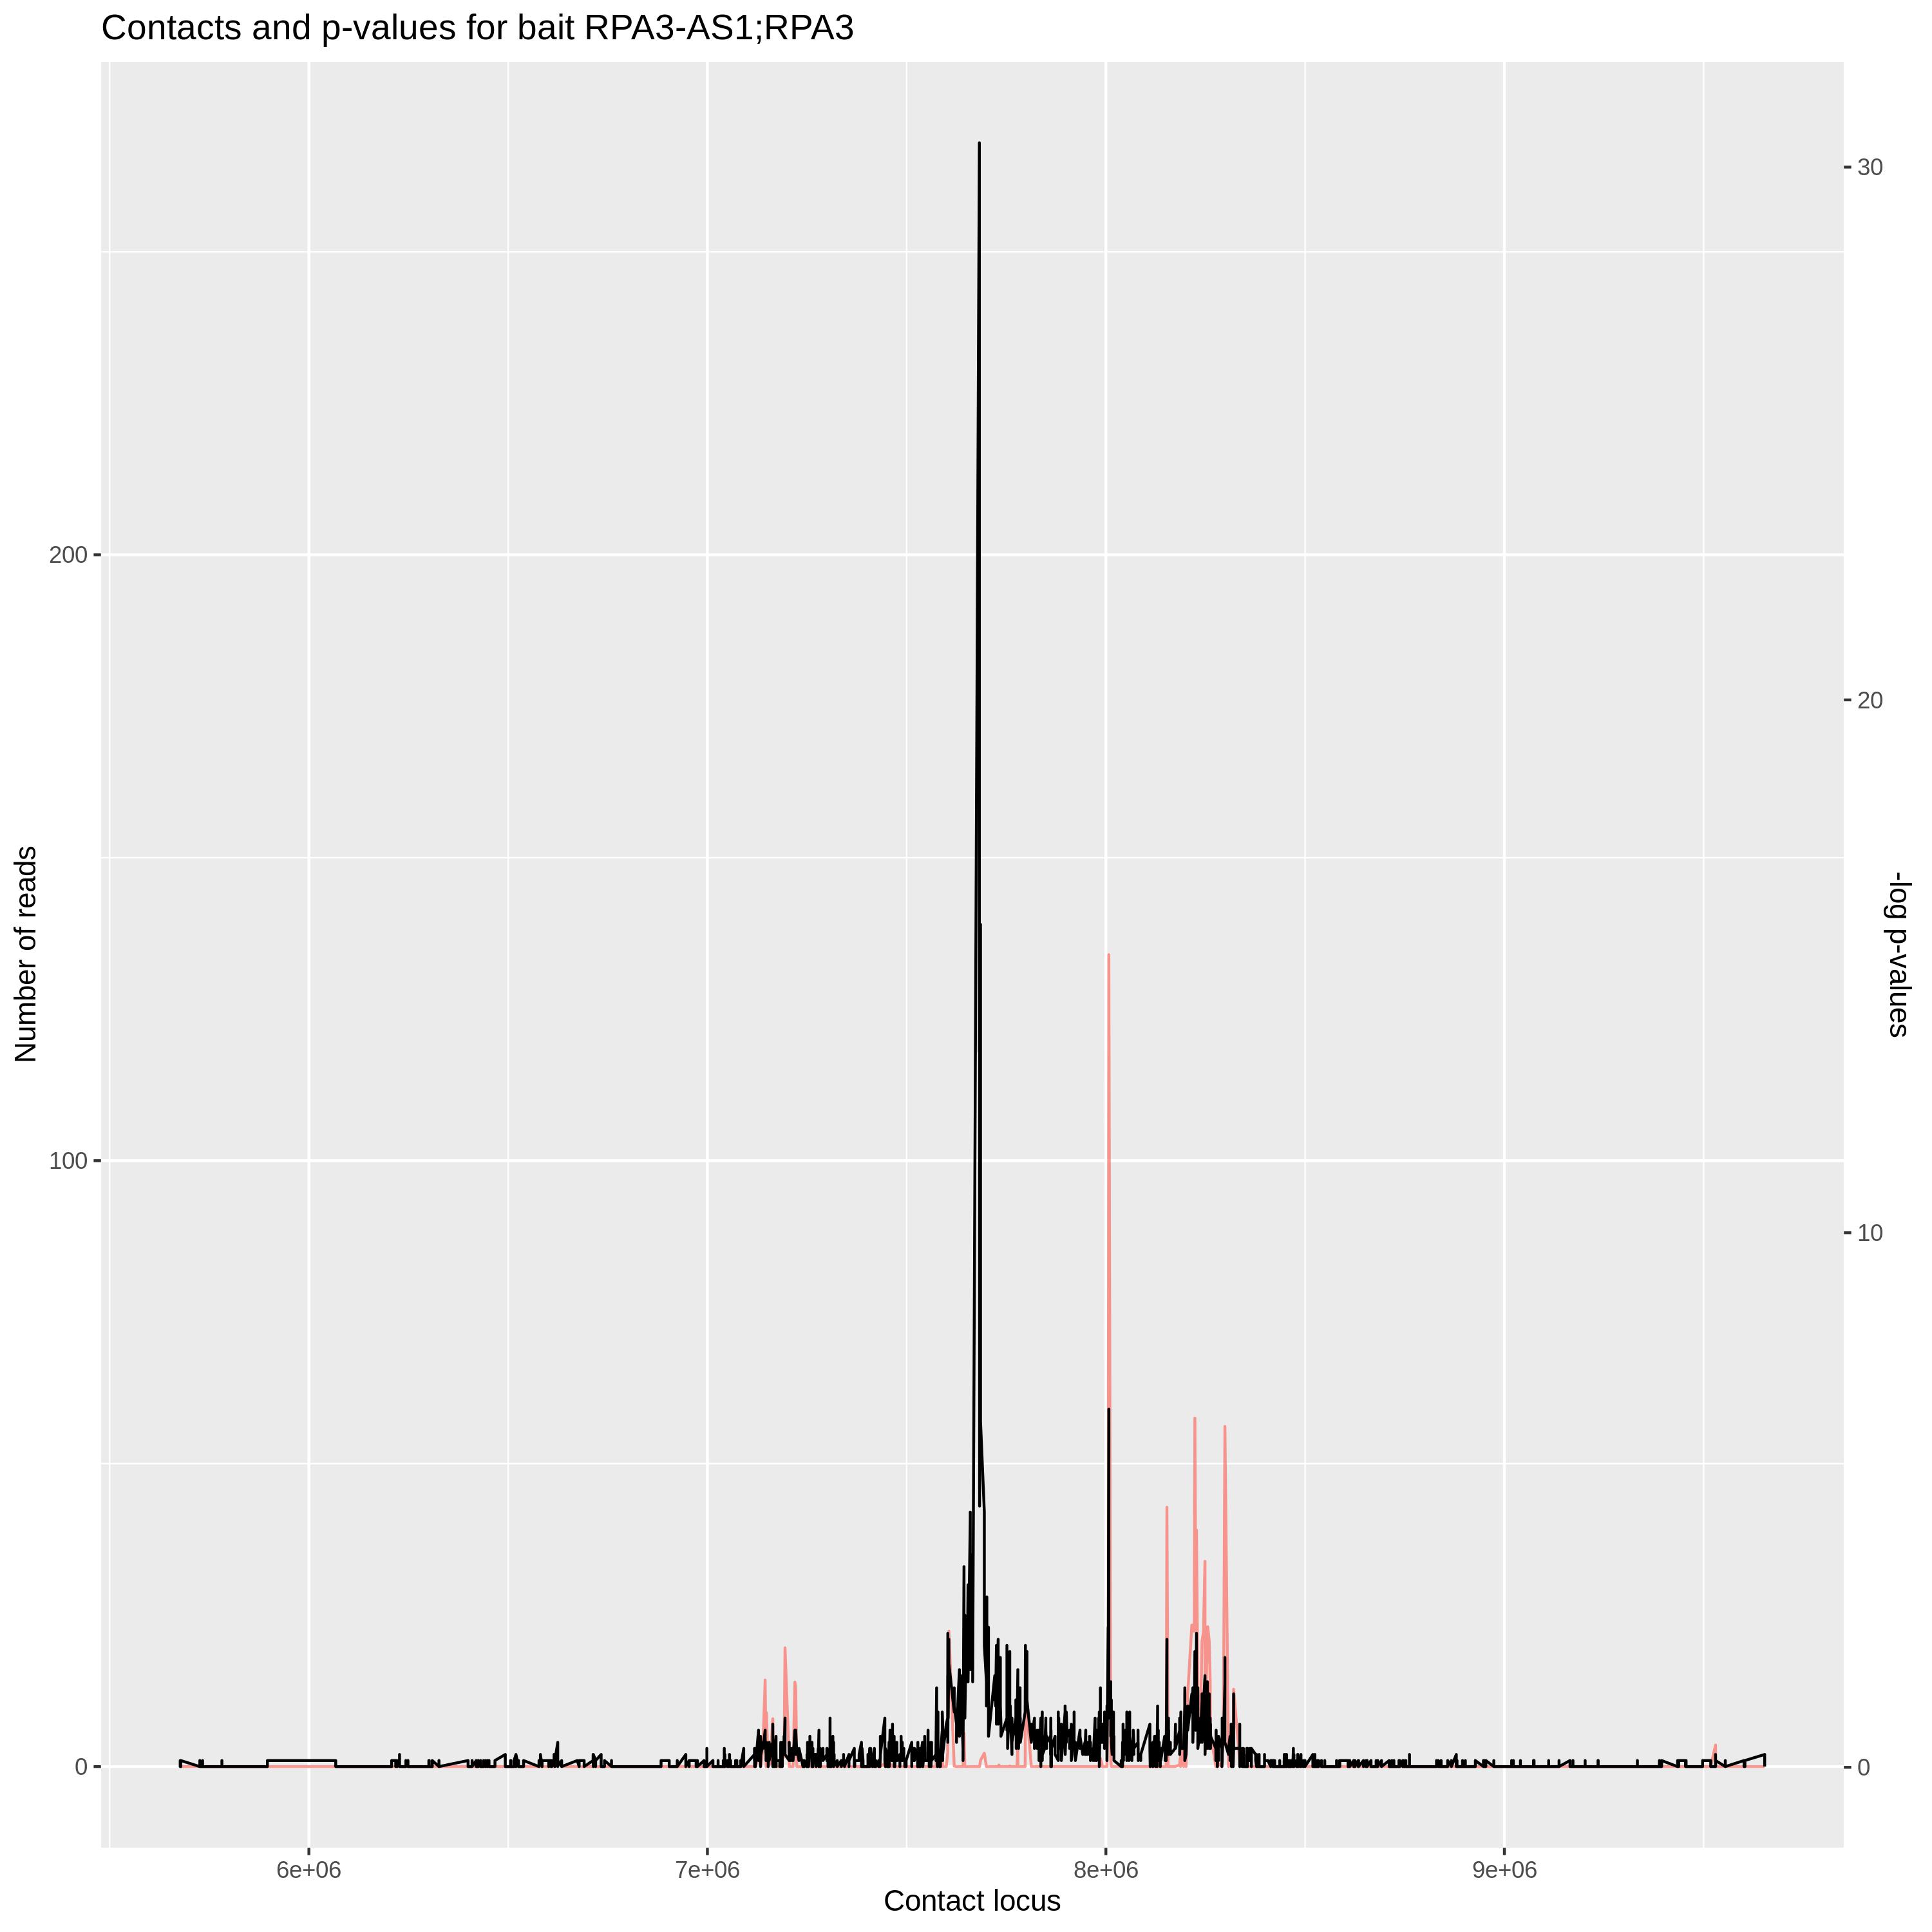 Contacts and p-values for bait RPA3-AS1;RPA3
Number of reads
200
100
0
30
20
10
0
-log p-values
6e+06
7e+06
8e+06
9e+06
Contact locus